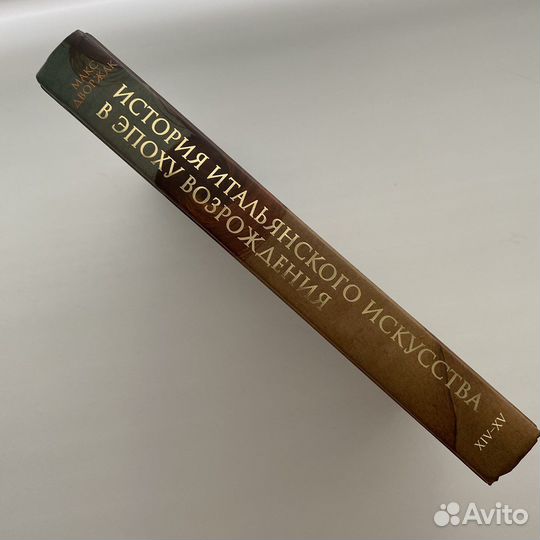 МАКС
ДВОРЖАК
ИСТОРИЯ ИТАЛЬЯНСКОГО ИСКУССТВА
В ЭПОХУ ВОЗРОЖДЕНИЯ
XIV–XV
Avito